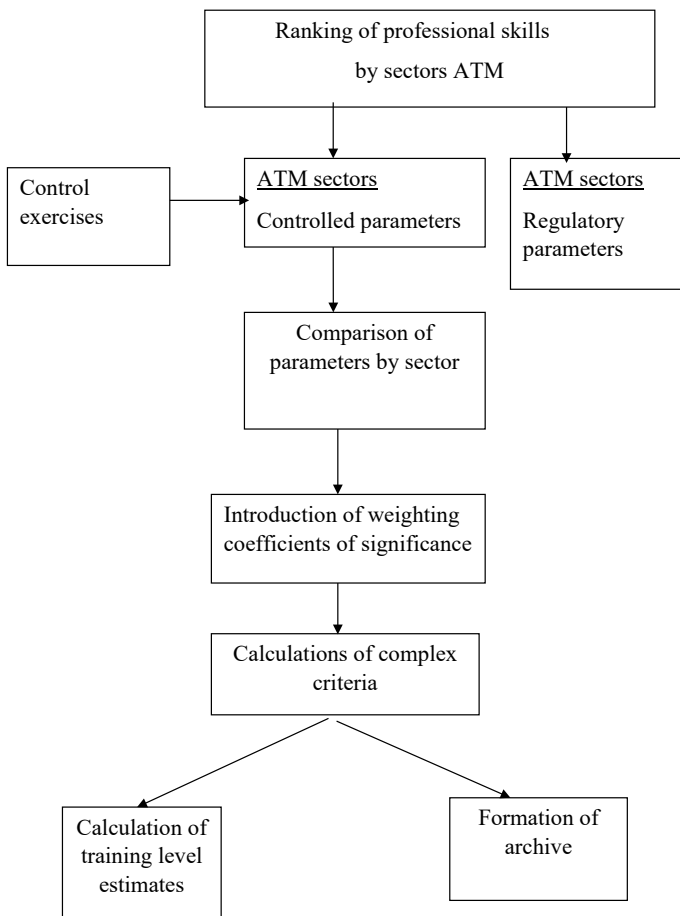 Ranking of professional skills
by sectors ATM
Control
exercises
ATM sectors
Controlled parameters
ATM sectors
Regulatory
parameters
Comparison of
parameters by sector
Introduction of weighting
coefficients of significance
Calculations of complex
criteria
Calculation of
training level
estimates
Formation of
archive